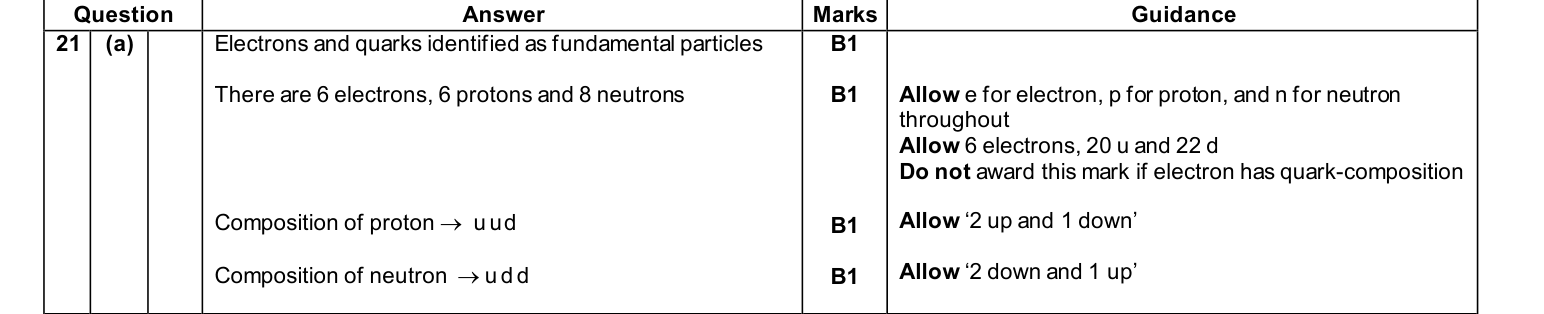 Question Answer Marks Guidance
21 (a) Electrons and quarks identified as fundamental particles B1
There are 6 electrons, 6 protons and 8 neutrons B1 Allow e for electron, p for proton, and n for neutron
throughout
Allow 6 electrons, 20 u and 22 d
Do not award this mark if electron has quark-composition
Composition of proton → u u d B1 Allow ‘2 up and 1 down’
Composition of neutron → u d d B1 Allow ‘2 down and 1 up’